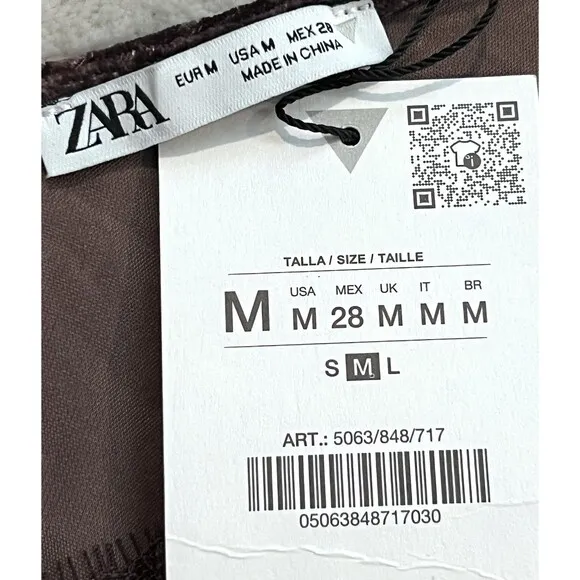 ZARA
EUR M USA M MEX 28
MADE IN CHINA
TALLA / SIZE / TAILLE
USA MEX UK IT BR
M M 28 M M M
S M L
ART.: 5063/848/717
05063848717030